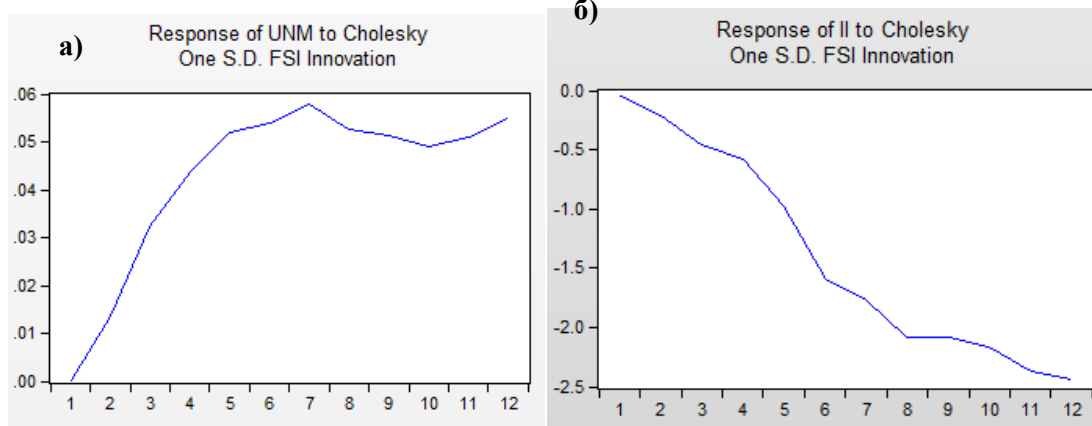 а)
Response of UNM to Cholesky
One S.D. FSI Innovation
.06
.05
.04
.03
.02
.01
.00
1 2 3 4 5 6 7 8 9 10 11 12
б)
Response of II to Cholesky
One S.D. FSI Innovation
0.0
-0.5
-1.0
-1.5
-2.0
-2.5
1 2 3 4 5 6 7 8 9 10 11 12